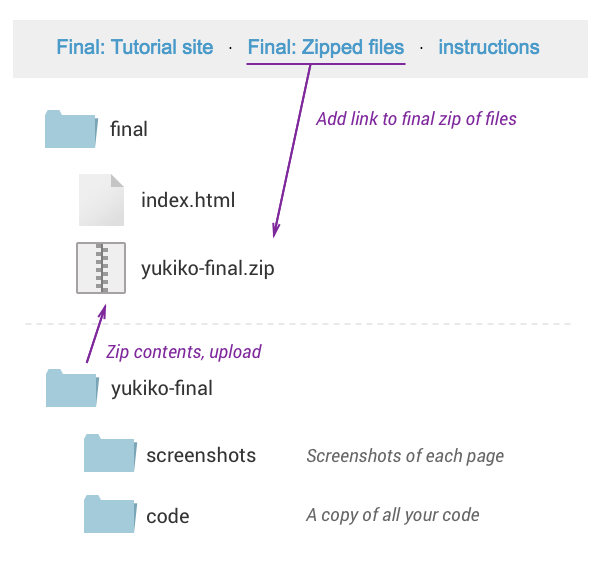 Final: Tutorial site · Final: Zipped files · instructions
Add link to final zip of files
final
index.html
yukiko-final.zip
Zip contents, upload
yukiko-final
screenshots Screenshots of each page
code A copy of all your code